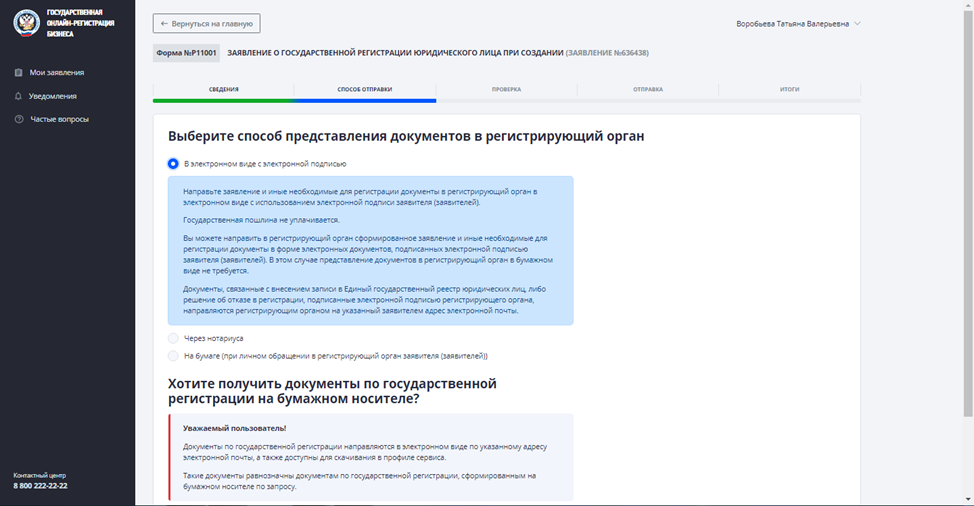 ГОСУДАРСТВЕННАЯ
ОНЛАЙН-РЕГИСТРАЦИЯ
БИЗНЕСА
Мои заявления
Уведомления
Частые вопросы
Контактный центр
8 800 222-22-22
← Вернуться на главную
Воробьева Татьяна Валерьевна
Форма №Р11001 ЗАЯВЛЕНИЕ О ГОСУДАРСТВЕННОЙ РЕГИСТРАЦИИ ЮРИДИЧЕСКОГО ЛИЦА ПРИ СОЗДАНИИ (ЗАЯВЛЕНИЕ №636438)
СВЕДЕНИЯ СПОСОБ ОТПРАВКИ ПРОВЕРКА ОТПРАВКА ИТОГИ
Выберите способ представления документов в регистрирующий орган
В электронном виде с электронной подписью
Направьте заявление и иные необходимые для регистрации документы в регистрирующий орган в
электронном виде с использованием электронной подписи заявителя (заявителей).
Государственная пошлина не уплачивается.
Вы можете направить в регистрирующий орган сформированное заявление и иные необходимые для
регистрации документы в форме электронных документов, подписанных электронной подписью
заявителя (заявителей). В этом случае представление документов в регистрирующий орган в бумажном
виде не требуется.
Документы, связанные с внесением записи в Единый государственный реестр юридических лиц, либо
решение об отказе в регистрации, подписанные электронной подписью регистрирующего органа,
направляются регистрирующим органом на указанный заявителем адрес электронной почты.
Через нотариуса
На бумаге (при личном обращении в регистрирующий орган заявителя (заявителей))
Хотите получить документы по государственной
регистрации на бумажном носителе?
Уважаемый пользователь!
Документы по государственной регистрации направляются в электронном виде по указанному адресу
электронной почты, а также доступны для скачивания в профиле сервиса.
Такие документы равнозначны документам по государственной регистрации, сформированным на
бумажном носителе по запросу.